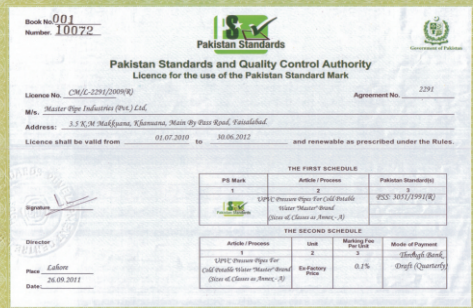 Book No. 001
Number. 10072
PS
Pakistan Standards
Government of Pakistan
Pakistan Standards and Quality Control Authority
Licence for the use of the Pakistan Standard Mark
Licence No. CM/L-2291/2009(R) Agreement No. 2291
M/s. Master Pipe Industries (Pvt.) Ltd,
Address: 3.5 K.M Makkuana, Khanuana, Main By Pass Road, Faisalabad.
Licence shall be valid from 01.07.2010 to 30.06.2012 and renewable as prescribed under the Rules.
THE FIRST SCHEDULE
PS Mark Article / Process Pakistan Standard(s)
1 2 3
Pakistan Standards
UPVC Pressure Pipes For Cold Potable
Water "Master" Brand
(Sizes & Classes as Annex - A)
PSS: 3051/1991(R)
Signature
THE SECOND SCHEDULE
Article / Process Unit Marking Fee Per Unit Mode of Payment
1 2 3
UPVC Pressure Pipes For
Cold Potable Water "Master" Brand
(Sizes & Classes as Annex - A)
Ex-Factory Price
0.1%
Through Bank
Draft (Quarterly)
Director
Place Lahore
Date: 26.09.2011